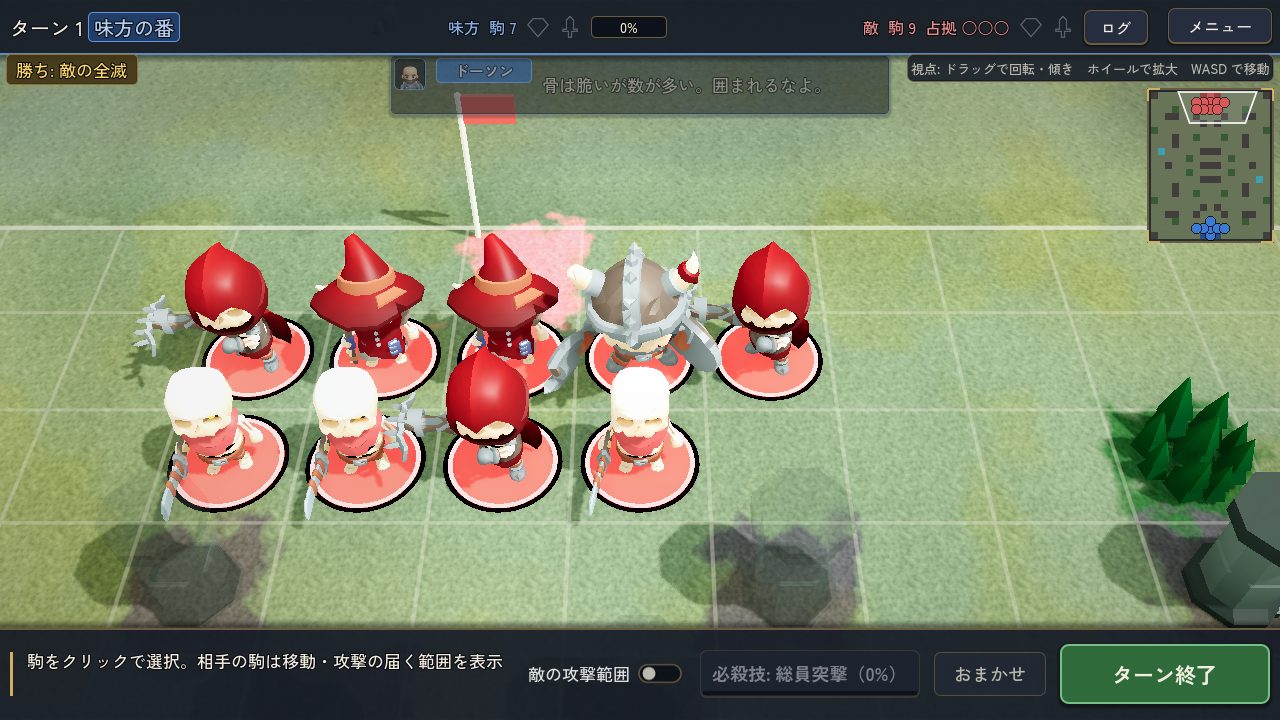 ターン 1 味方の番
味方 駒 7
0%
敵 駒 9 占拠 〇〇〇
ログ
メニュー
勝ち: 敵の全滅
ドーソン
骨は脆いが数が多い。囲まれるなよ。
視点: ドラッグで回転・傾き ホイールで拡大 WASD で移動
駒をクリックで選択。相手の駒は移動・攻撃の届く範囲を表示
敵の攻撃範囲
必殺技: 総員突撃（0%）
おまかせ
ターン終了